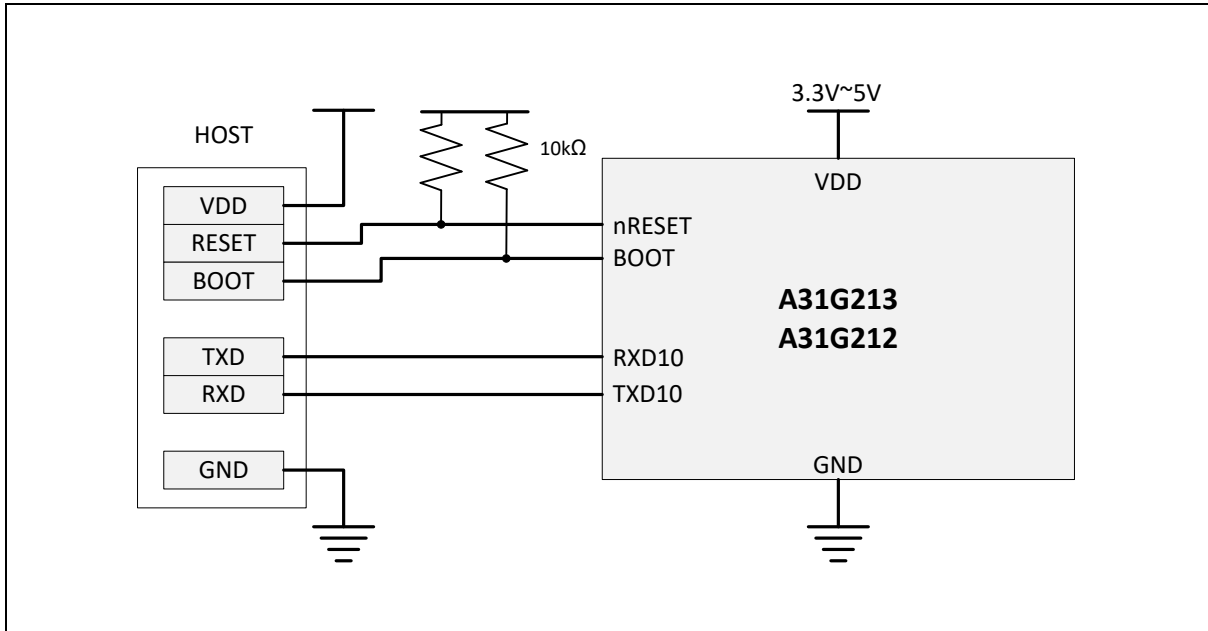 HOST
VDD
RESET
BOOT
TXD
RXD
GND
10kΩ
3.3V~5V
VDD
nRESET
BOOT
A31G213
A31G212
RXD10
TXD10
GND